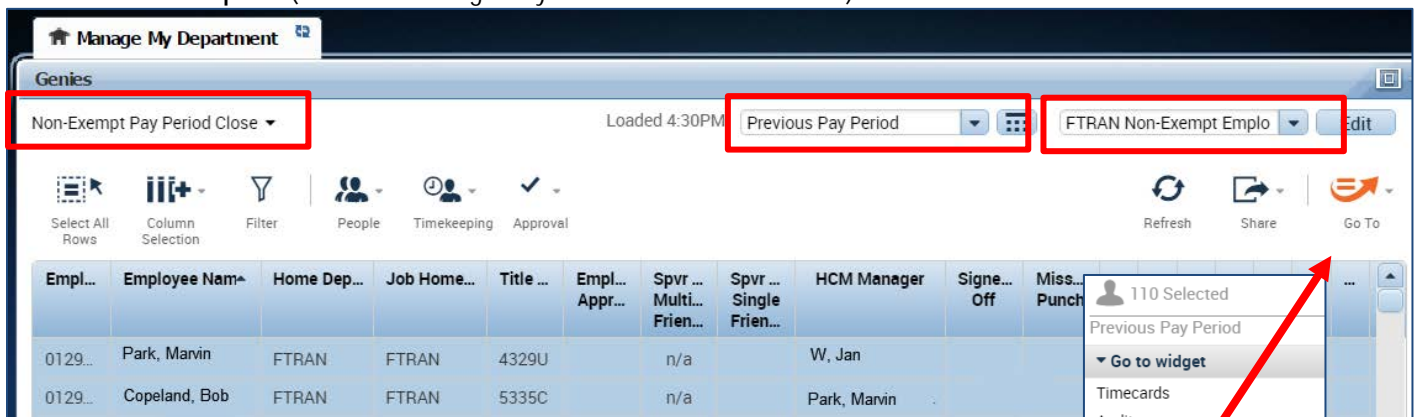 Manage My Department
Genies
Non-Exempt Pay Period Close Loaded 4:30PM Previous Pay Period FTRAN Non-Exempt Emplo Edit
Select All Rows Column Selection Filter People Timekeeping Approval Refresh Share Go To
Empl... Employee Nam Home Dep... Job Home... Title ... Empl... Appr... Spvr ... Multi... Frien... Spvr ... Single Frien... HCM Manager Signe... Off Miss... Punch ...
110 Selected
Previous Pay Period
Go to widget
Timecards
0129... Park, Marvin FTRAN FTRAN 4329U n/a W, Jan
0129... Copeland, Bob FTRAN FTRAN 5335C n/a Park, Marvin